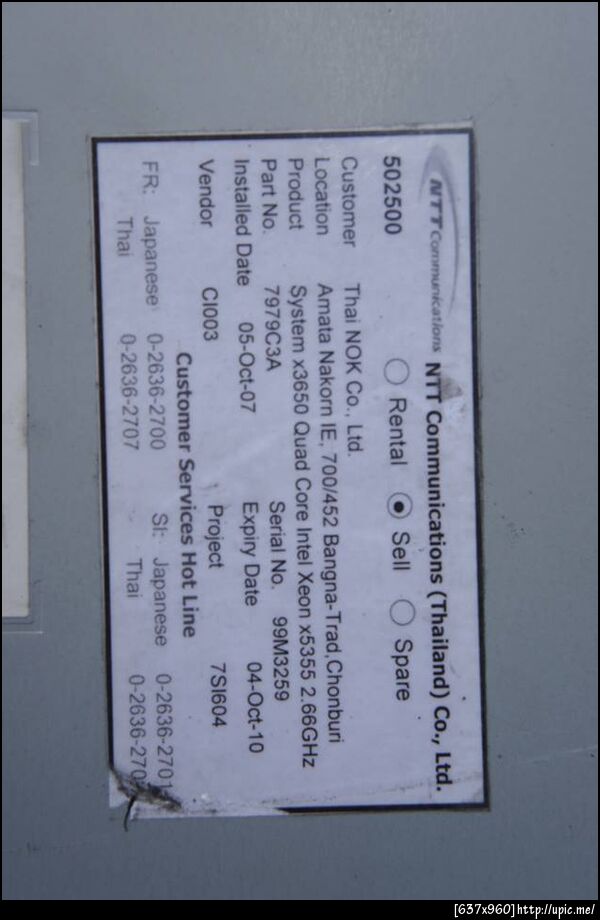 NTT Communications NTT Communications (Thailand) Co., Ltd.
502500 Rental Sell Spare
Customer Thai NOK Co., Ltd.
Location Amata Nakorn IE, 700/452 Bangna-Trad,Chonburi
Product System x3650 Quad Core Intel Xeon x5355 2.66GHz
Part No. 7979C3A Serial No. 99M3259
Installed Date 05-Oct-07 Expiry Date 04-Oct-10
Vendor CI003 Project 7SI604
Customer Services Hot Line
FR: Japanese 0-2636-2700 SI: Japanese 0-2636-2701
Thai 0-2636-2707 Thai
[637x960]http://upic.me/